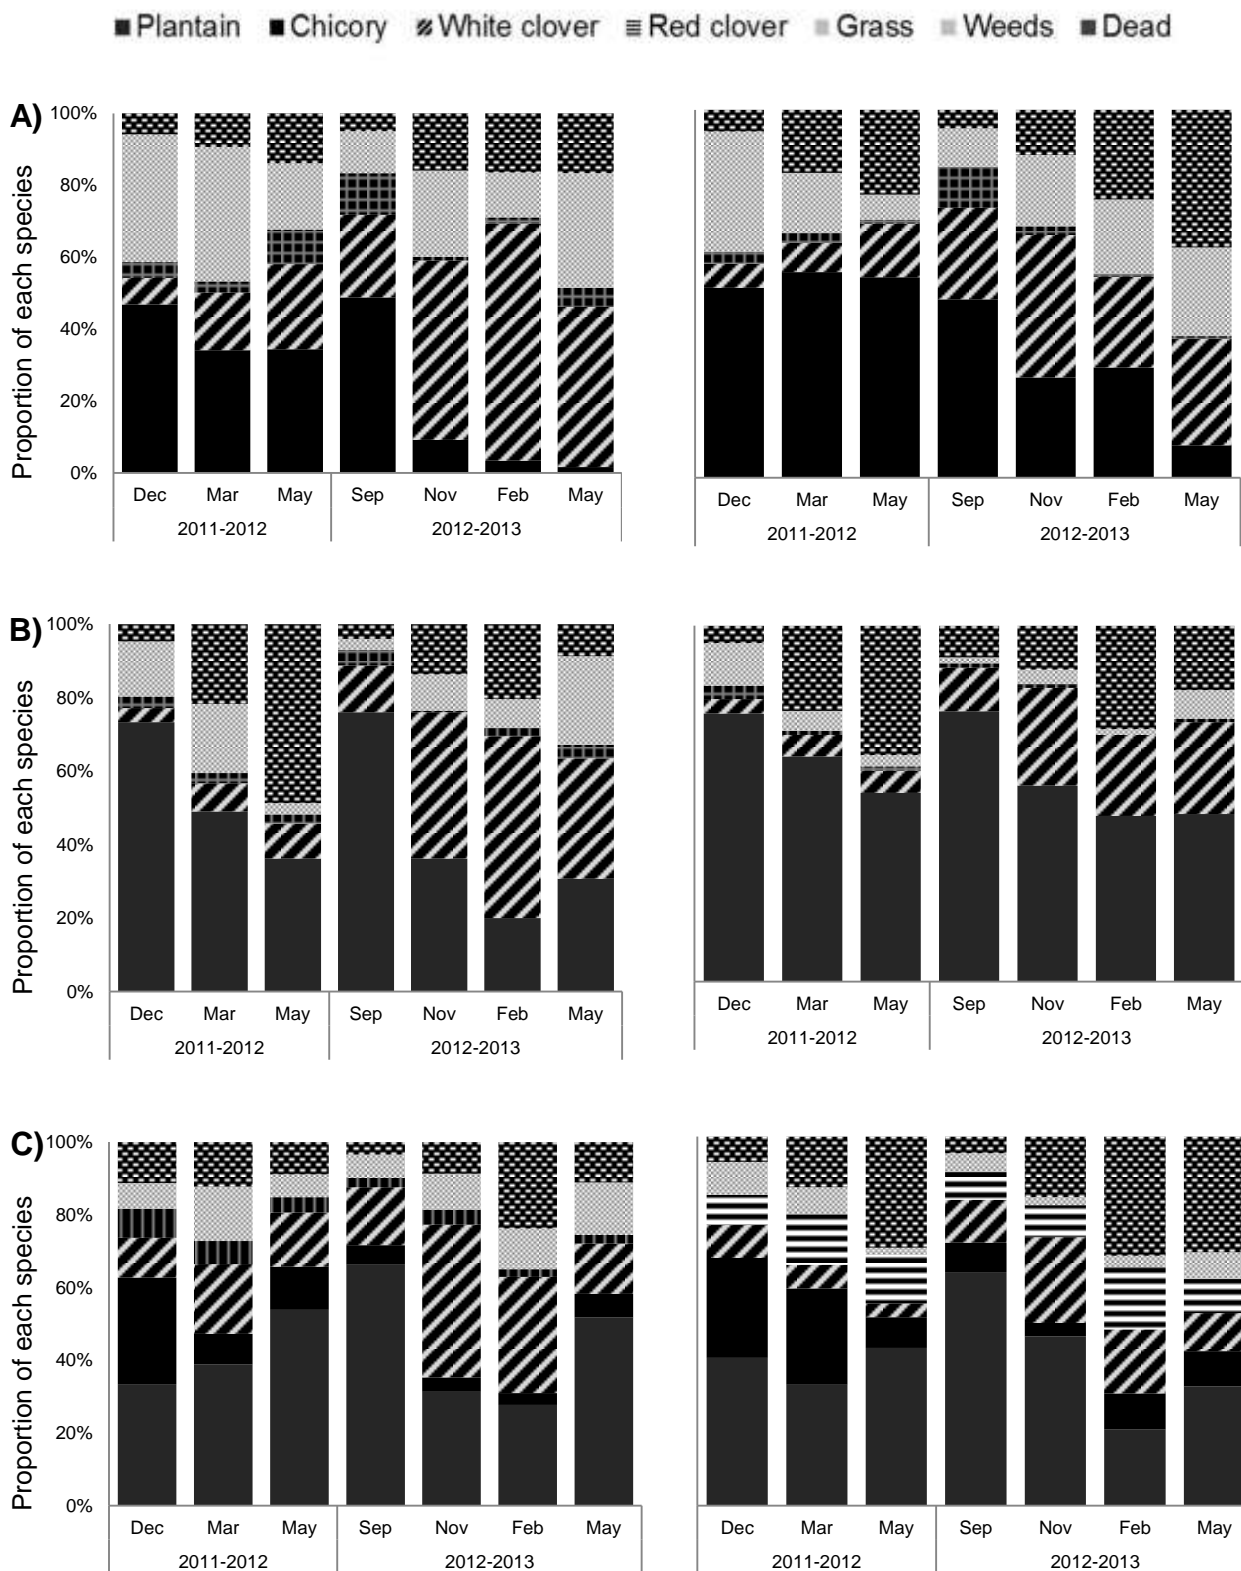 Plantain Chicory White clover Red clover Grass Weeds Dead
A)
Proportion of each species
100%
80%
60%
40%
20%
0%
Dec Mar May Sep Nov Feb May
2011-2012 2012-2013
Dec Mar May Sep Nov Feb May
2011-2012 2012-2013
B)
Proportion of each species
100%
80%
60%
40%
20%
0%
Dec Mar May Sep Nov Feb May
2011-2012 2012-2013
Dec Mar May Sep Nov Feb May
2011-2012 2012-2013
C)
Proportion of each species
100%
80%
60%
40%
20%
0%
Dec Mar May Sep Nov Feb May
2011-2012 2012-2013
Dec Mar May Sep Nov Feb May
2011-2012 2012-2013